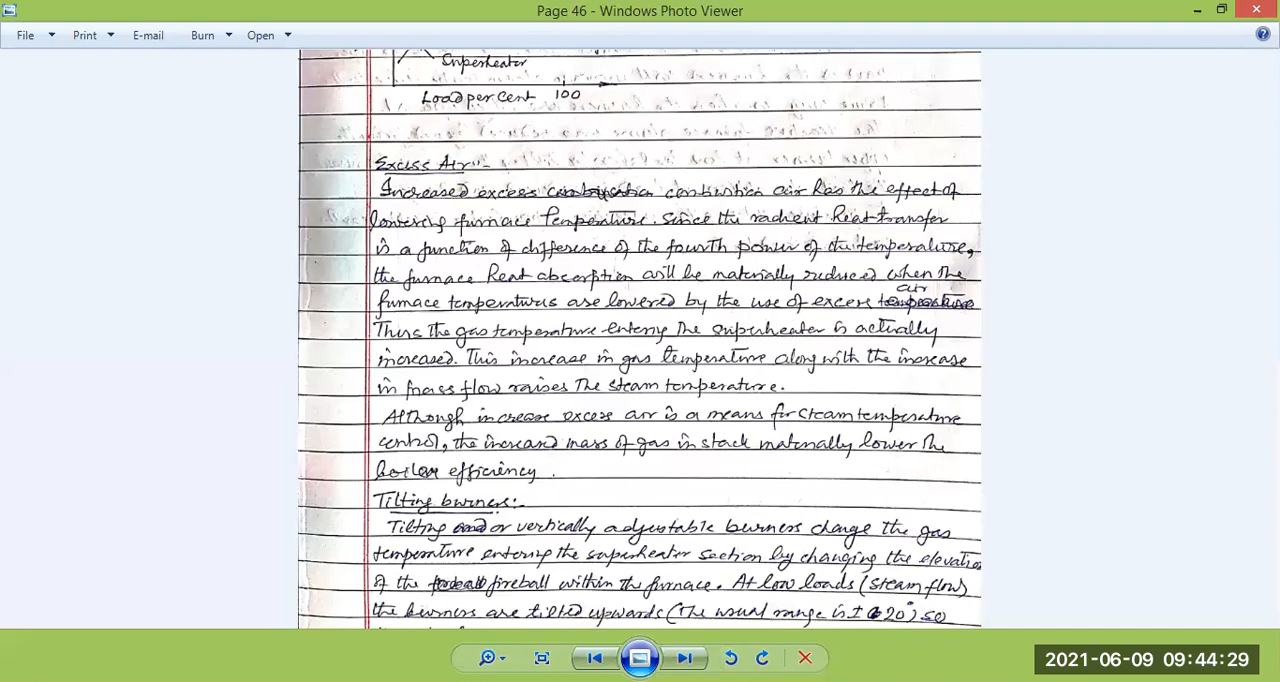 Page 46 - Windows Photo Viewer
File Print E-mail Burn Open
Superheater
Load per cent 100
Excess Air :-
Increased excess combustion air has the effect of
lowering furnace Temperature. Since the radient heat transfer
is a function of difference of the fourth power of the temperature,
the furnace heat absorption will be materially reduced when the
furnace temperatures are lowered by the use of excess air
Thus the gas temperature entering the superheater is actually
increased. This increase in gas temperature along with the increase
in mass flow raises the steam temperature.
Although increase excess air is a means for steam temperature
control, the increased mass of gas in stack materially lower the
boiler efficiency.
Tilting burners:-
Tilting or vertically adjustable burners change the gas
temperature entering the superheater section by changing the elevation
of the fireball within the furnace. At low loads (steam flow)
the burners are tilted upwards (The usual range is ± 20°) so
2021-06-09 09:44:29